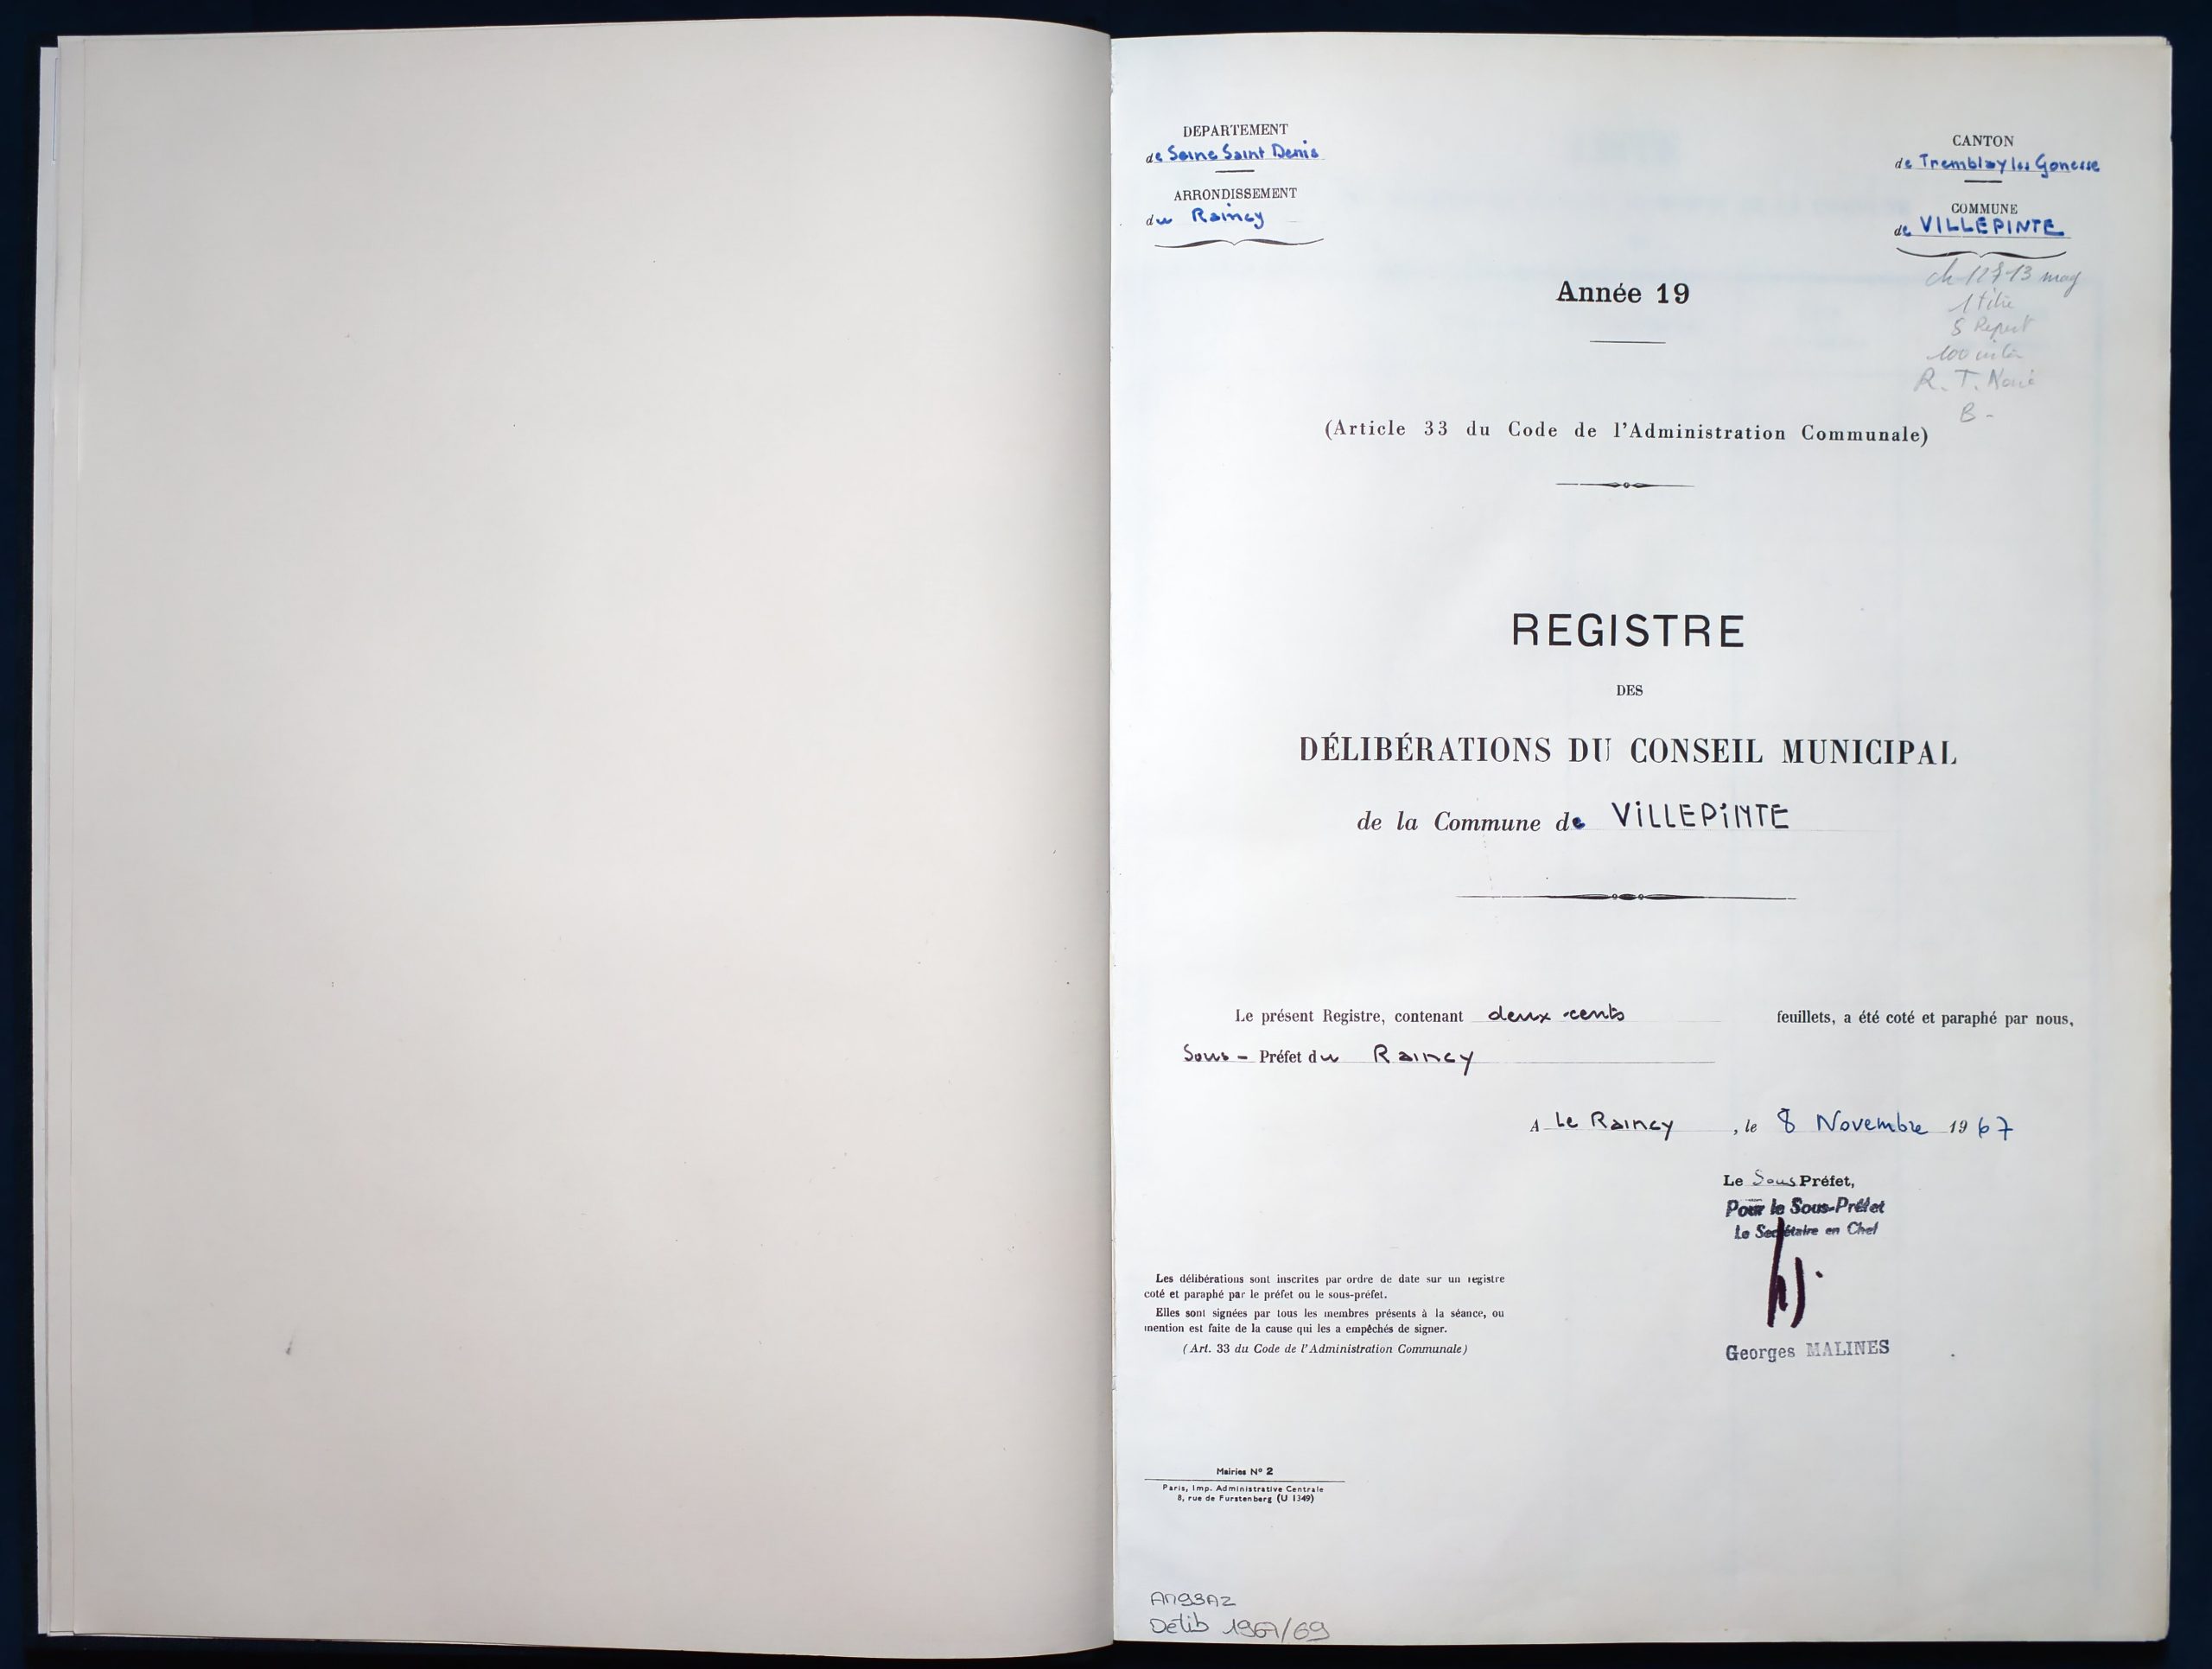 DEPARTEMENT
de Seine Saint Denis
ARRONDISSEMENT
du Raincy
CANTON
de Tremblay les Gonesse
COMMUNE
de VILLEPINTE
1 titre
100
R. T.
B -
Année 19
(Article 33 du Code de l'Administration Communale)
REGISTRE
DES
DÉLIBÉRATIONS DU CONSEIL MUNICIPAL
de la Commune de VILLEPINTE
Le présent Registre, contenant deux cents feuillets, a été coté et paraphé par nous,
Sous - Préfet du Raincy
A Le Raincy , le 8 Novembre 1967
Le Sous Préfet,
Pour le Sous-Préfet
Le Secrétaire en Chef
Georges MALINES
Les délibérations sont inscrites par ordre de date sur un registre
coté et paraphé par le préfet ou le sous-préfet.
Elles sont signées par tous les membres présents à la séance, ou
mention est faite de la cause qui les a empêchés de signer.
(Art. 33 du Code de l'Administration Communale)
Mairies N° 2
Paris, Imp. Administrative Centrale
8, rue de Furstenberg (U 1349)
Délib 1967/69